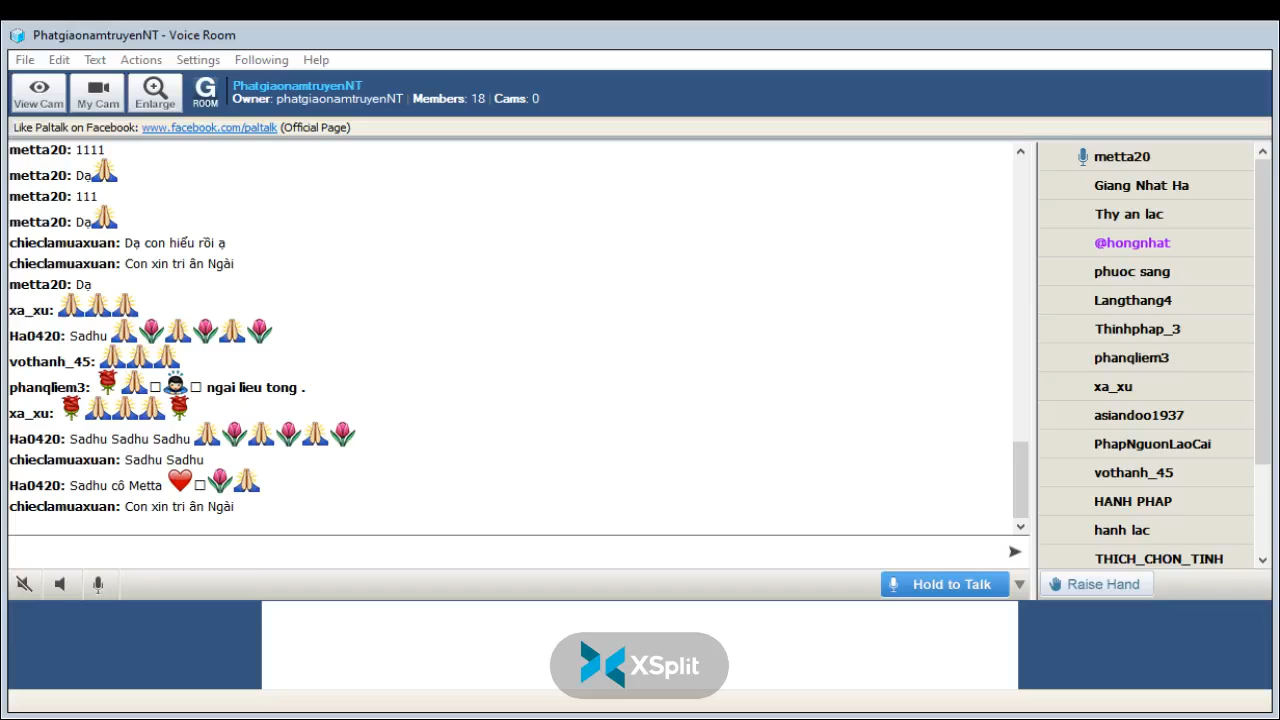 PhatgiaonamtruyenNT - Voice Room
File Edit Text Actions Settings Following Help
View Cam
My Cam
Enlarge
G
ROOM
PhatgiaonamtruyenNT
Owner: phatgiaonamtruyenNT | Members: 18 | Cams: 0
Like Paltalk on Facebook: www.facebook.com/paltalk (Official Page)
metta20: 1111
metta20: Dạ
metta20: 111
metta20: Dạ
chieclamuaxuan: Dạ con hiểu rồi ạ
chieclamuaxuan: Con xin tri ân Ngài
metta20: Dạ
xa_xu:
Ha0420: Sadhu
vothanh_45:
phanqliem3: ngai lieu tong .
xa_xu:
Ha0420: Sadhu Sadhu Sadhu
chieclamuaxuan: Sadhu Sadhu
Ha0420: Sadhu cô Metta
chieclamuaxuan: Con xin tri ân Ngài
metta20
Giang Nhat Ha
Thy an lac
@hongnhat
phuoc sang
Langthang4
Thinhphap_3
phanqliem3
xa_xu
asiandoo1937
PhapNguonLaoCai
vothanh_45
HANH PHAP
hanh lac
THICH_CHON_TINH
Hold to Talk
Raise Hand
XSplit